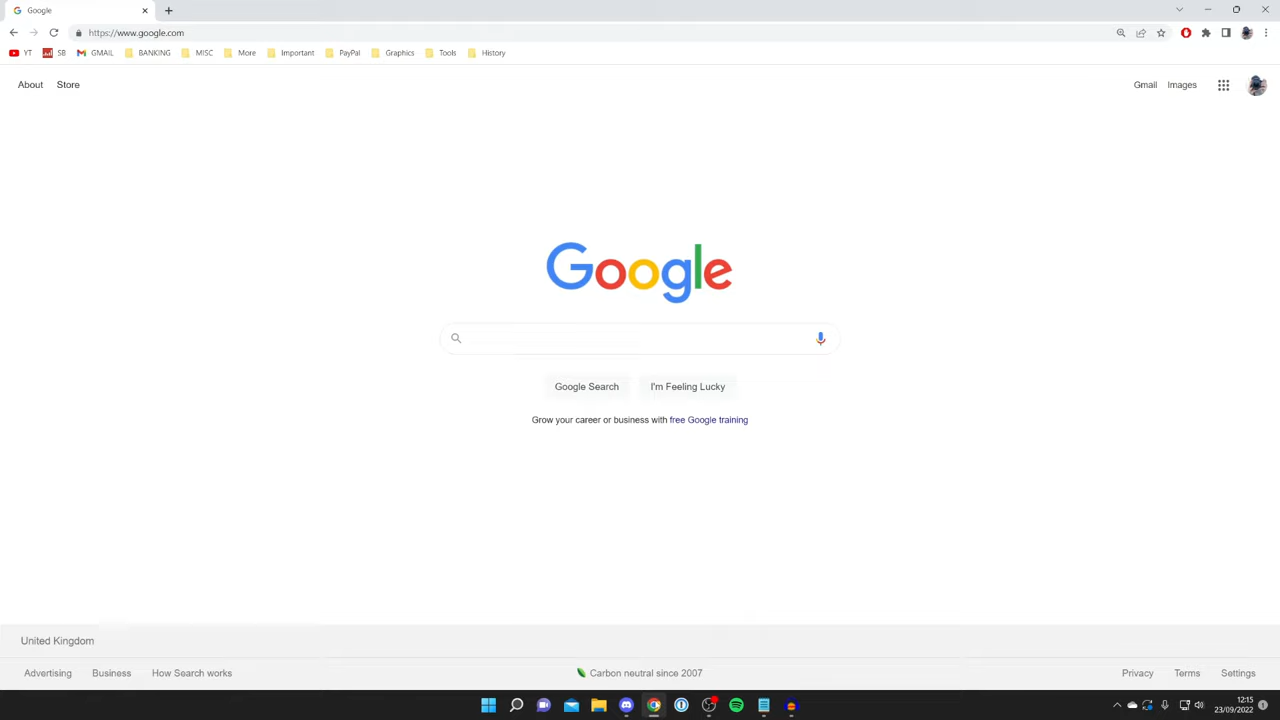 Google
https://www.google.com
YT SB GMAIL BANKING MISC More Important PayPal Graphics Tools History
About Store Gmail Images
Google
Google Search I'm Feeling Lucky
Grow your career or business with free Google training
United Kingdom
Advertising Business How Search works Carbon neutral since 2007 Privacy Terms Settings
12:15
23/09/2022